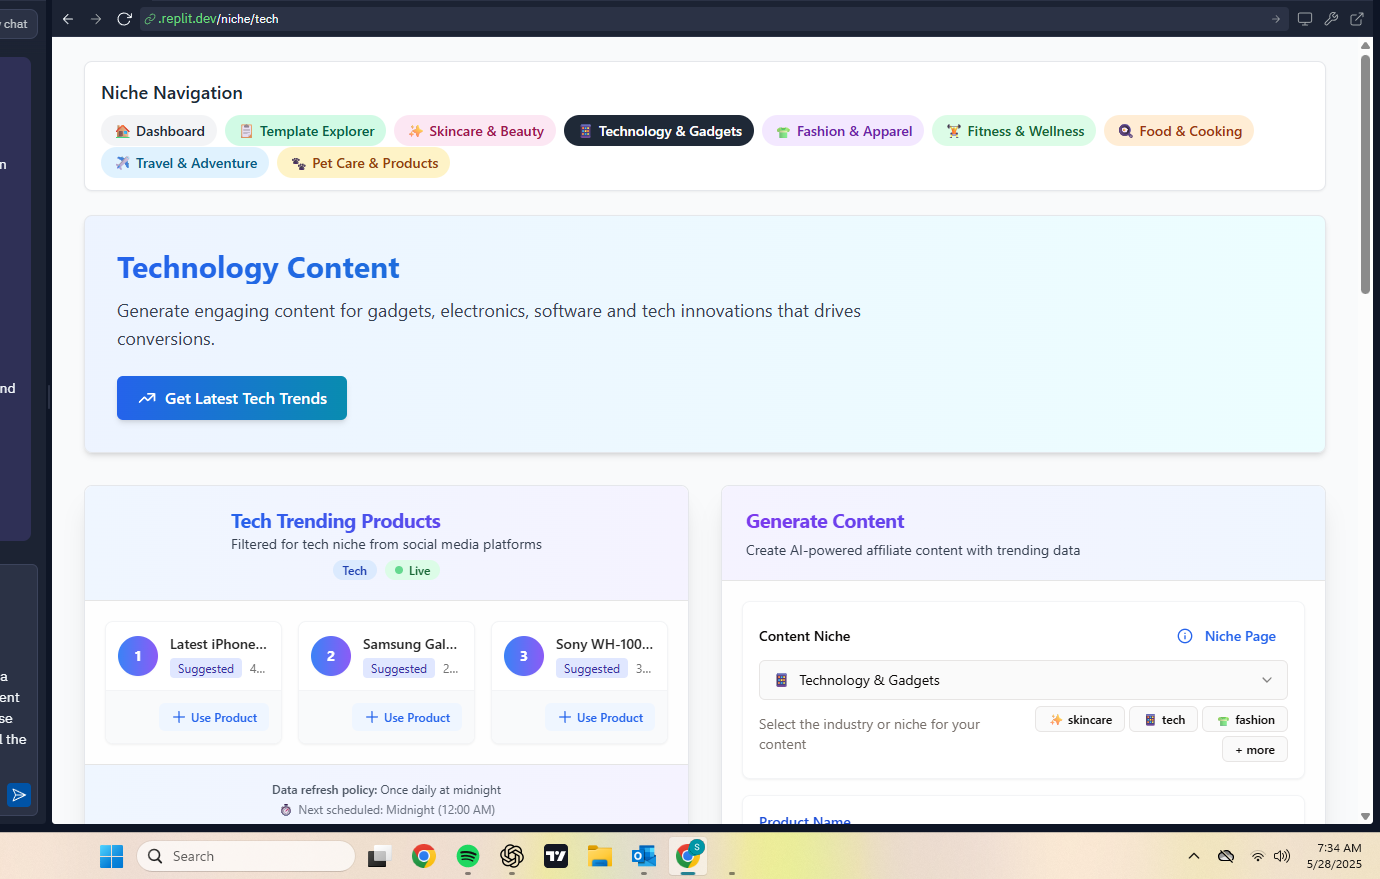 chat
.replit.dev/niche/tech
n
nd
a
ent
se
l the
Niche Navigation
Dashboard
Template Explorer
Skincare & Beauty
Technology & Gadgets
Fashion & Apparel
Fitness & Wellness
Food & Cooking
Travel & Adventure
Pet Care & Products
Technology Content
Generate engaging content for gadgets, electronics, software and tech innovations that drives
conversions.
Get Latest Tech Trends
Tech Trending Products
Filtered for tech niche from social media platforms
Tech
Live
1
Latest iPhone...
Suggested 4...
+ Use Product
2
Samsung Gal...
Suggested 2...
+ Use Product
3
Sony WH-100...
Suggested 3...
+ Use Product
Data refresh policy: Once daily at midnight
Next scheduled: Midnight (12:00 AM)
Generate Content
Create AI-powered affiliate content with trending data
Content Niche
Niche Page
Technology & Gadgets
Select the industry or niche for your
content
skincare
tech
fashion
+ more
Product Name
Search
S
7:34 AM
5/28/2025